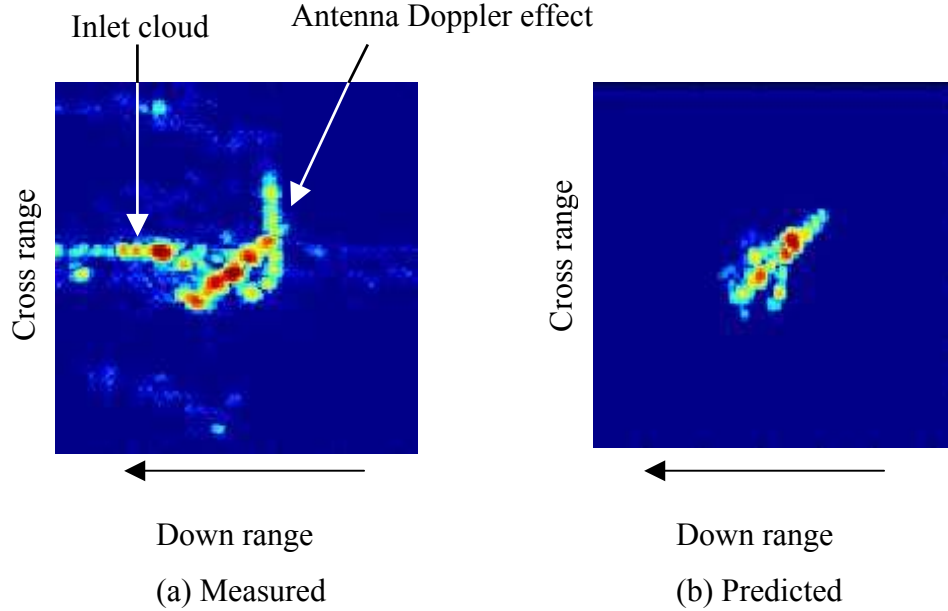 Inlet cloud
Antenna Doppler effect
Cross range
Cross range
Down range
Down range
(a) Measured
(b) Predicted